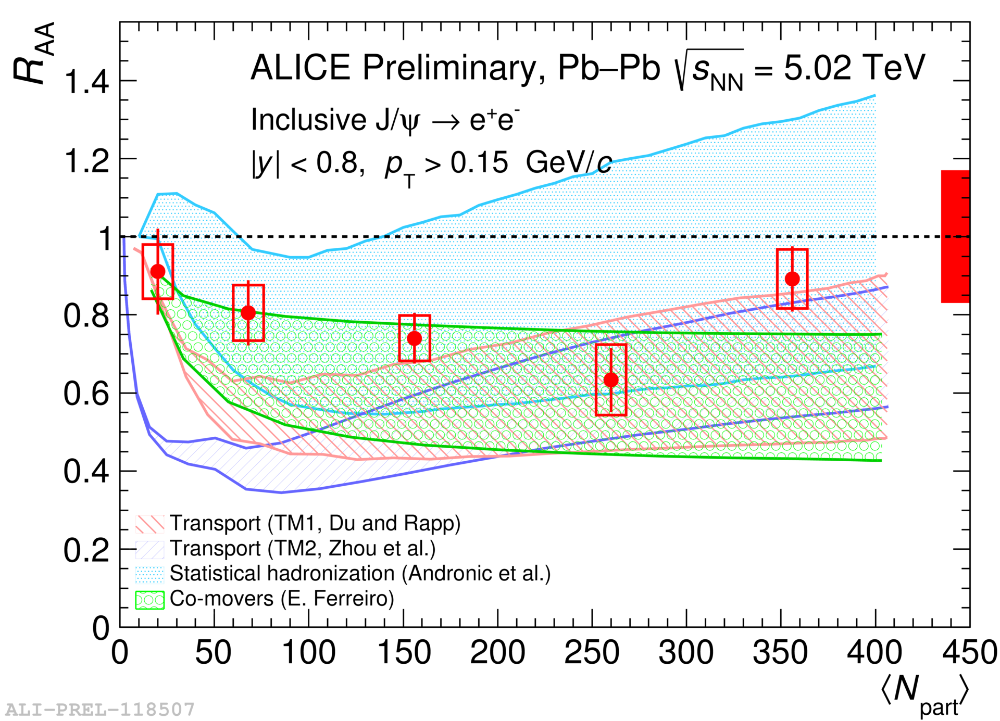 R_AA
ALICE Preliminary, Pb–Pb √s_NN = 5.02 TeV
Inclusive J/ψ → e⁺e⁻
|y| < 0.8, p_T > 0.15 GeV/c
1.4
1.2
1
0.8
0.6
0.4
0.2
0
Transport (TM1, Du and Rapp)
Transport (TM2, Zhou et al.)
Statistical hadronization (Andronic et al.)
Co-movers (E. Ferreiro)
0 50 100 150 200 250 300 350 400 450
⟨N_part⟩
ALI-PREL-118507